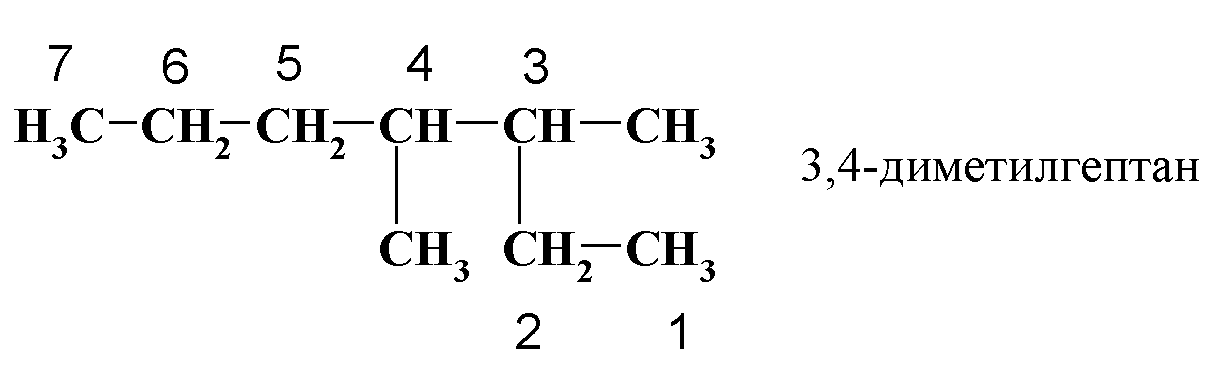 7 6 5 4 3
H₃C–CH₂–CH₂–CH–CH–CH₃
3,4-диметилгептан
CH₃ CH₂–CH₃
2 1